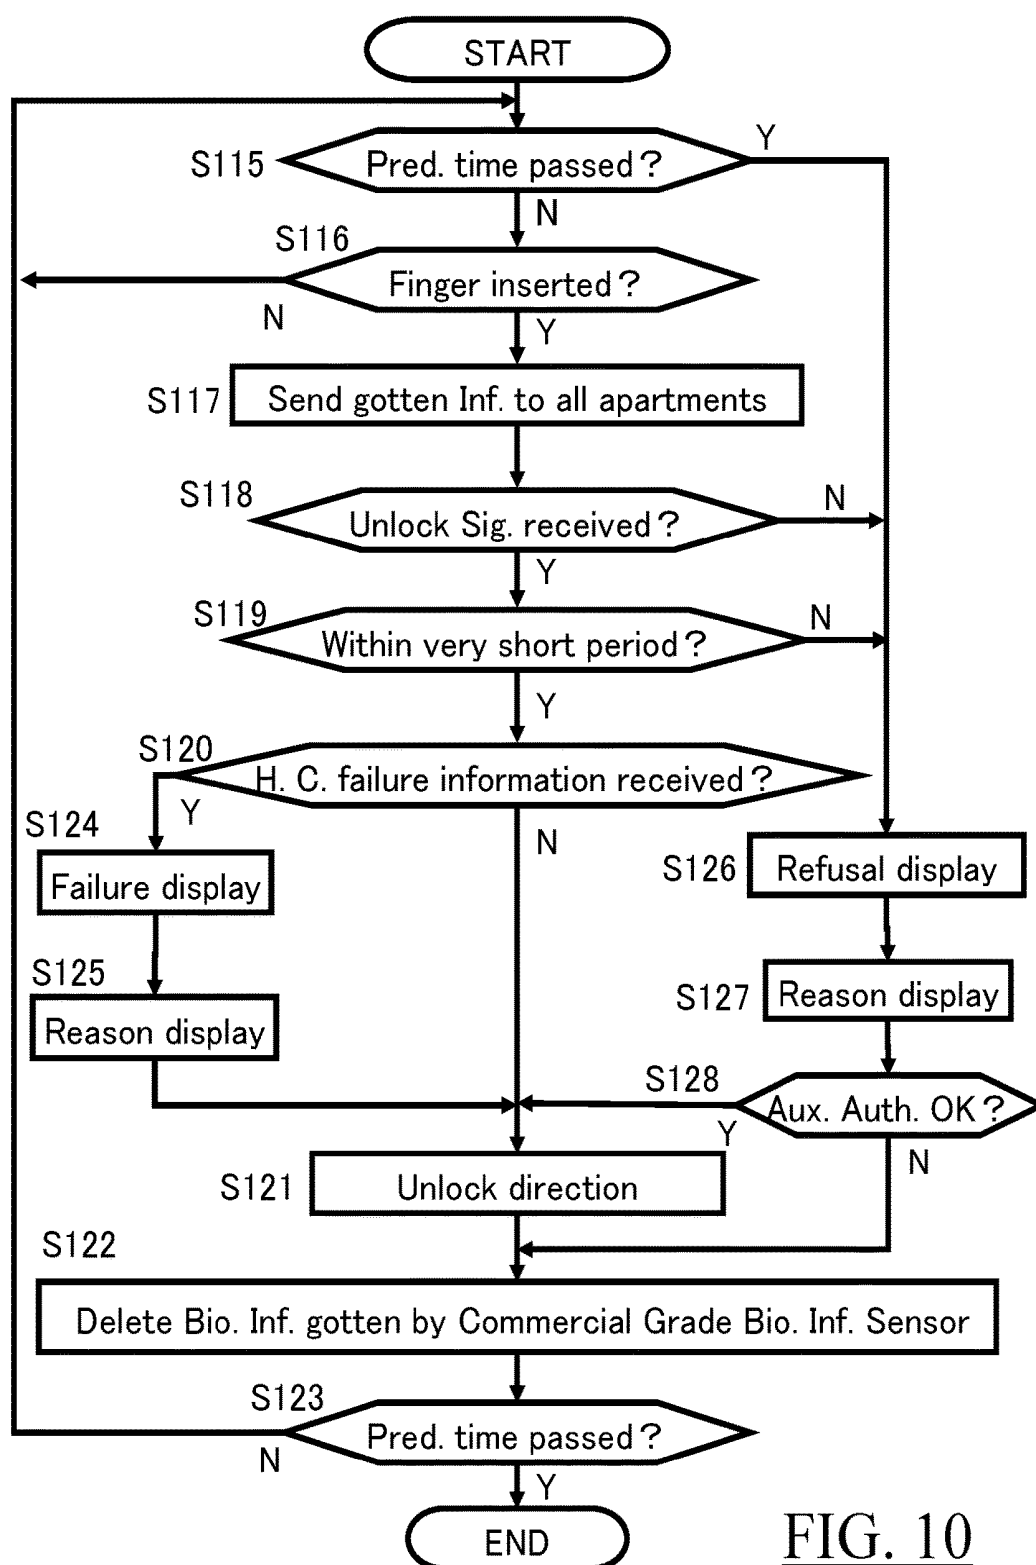 START
S115
Pred. time passed?
Y
N
S116
Finger inserted?
N
Y
S117
Send gotten Inf. to all apartments
S118
Unlock Sig. received?
N
Y
S119
Within very short period?
N
Y
S120
H. C. failure information received?
Y
N
S124
Failure display
S126
Refusal display
S125
Reason display
S127
Reason display
S128
Aux. Auth. OK?
Y
N
S121
Unlock direction
S122
Delete Bio. Inf. gotten by Commercial Grade Bio. Inf. Sensor
S123
Pred. time passed?
N
Y
END
FIG. 10